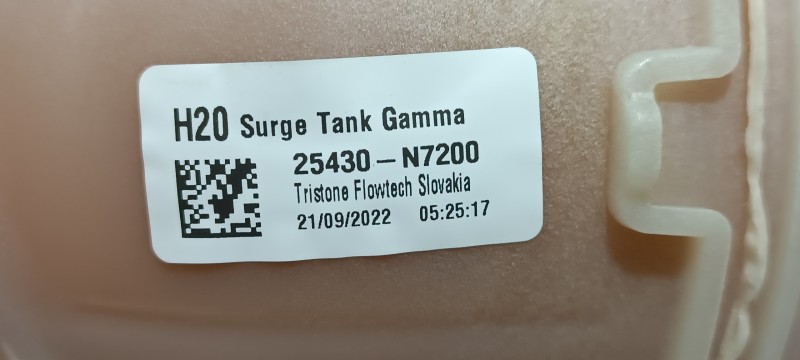 H20 Surge Tank Gamma
25430-N7200
Tristone Flowtech Slovakia
21/09/2022 05:25:17